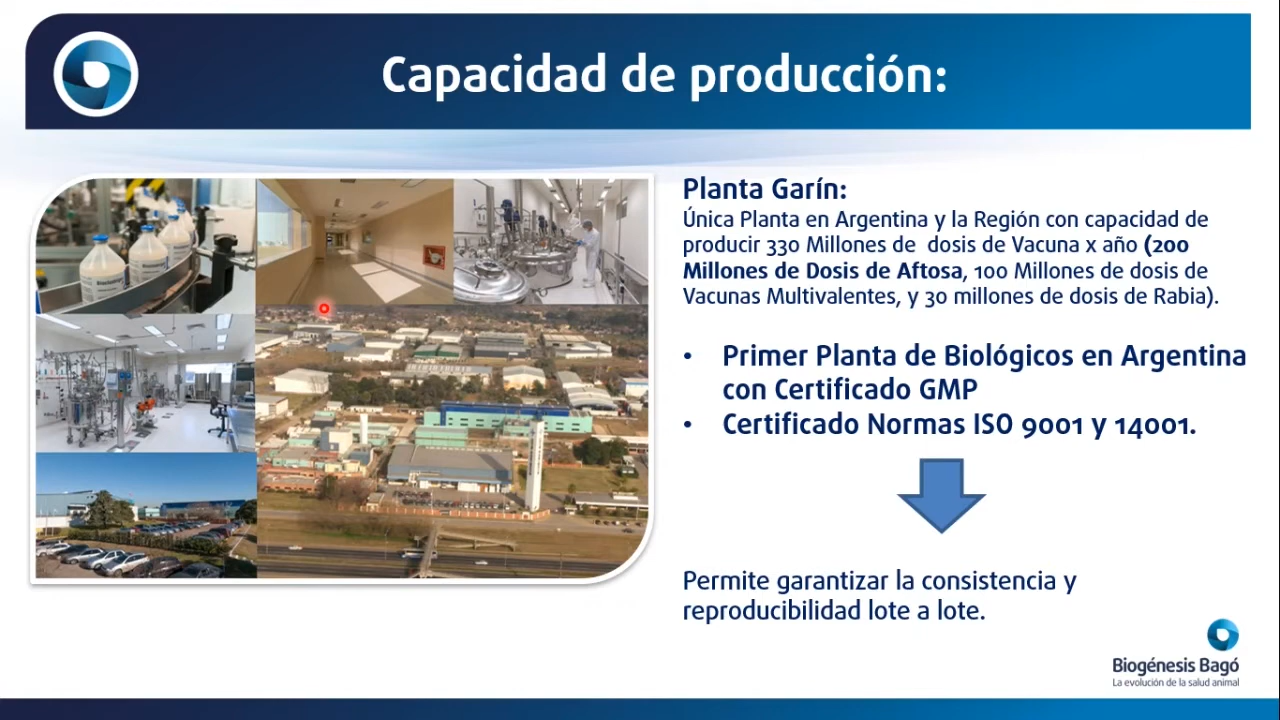 Capacidad de producción:
Planta Garín:
Única Planta en Argentina y la Región con capacidad de
producir 330 Millones de dosis de Vacuna x año (200
Millones de Dosis de Aftosa, 100 Millones de dosis de
Vacunas Multivalentes, y 30 millones de dosis de Rabia).
• Primer Planta de Biológicos en Argentina
con Certificado GMP
• Certificado Normas ISO 9001 y 14001.
Permite garantizar la consistencia y
reproducibilidad lote a lote.
Biogénesis Bagó
La evolución de la salud animal